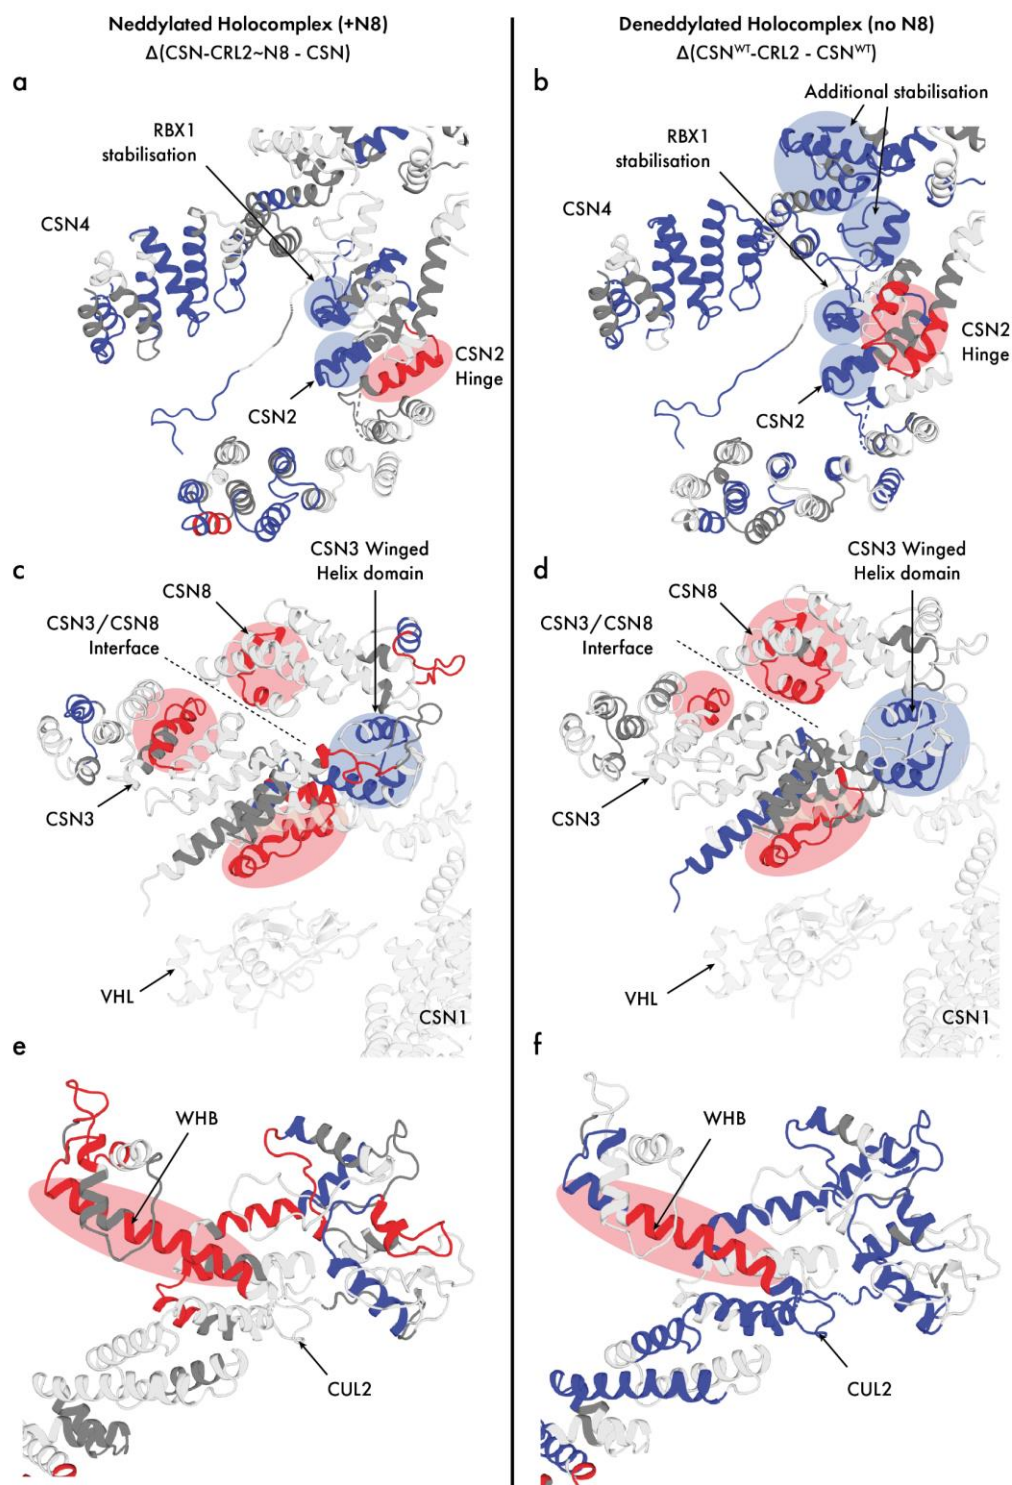 Neddylated Holocomplex (+N8)
Δ(CSN-CRL2~N8 - CSN)
Deneddylated Holocomplex (no N8)
Δ(CSNᵂᵀ-CRL2 - CSNᵂᵀ)
a
RBX1
stabilisation
CSN4
CSN2
Hinge
CSN2
b
Additional stabilisation
RBX1
stabilisation
CSN4
CSN2
Hinge
CSN2
c
CSN3 Winged
Helix domain
CSN8
CSN3/CSN8
Interface
CSN3
VHL
CSN1
d
CSN3 Winged
Helix domain
CSN8
CSN3/CSN8
Interface
CSN3
VHL
CSN1
e
WHB
CUL2
f
WHB
CUL2